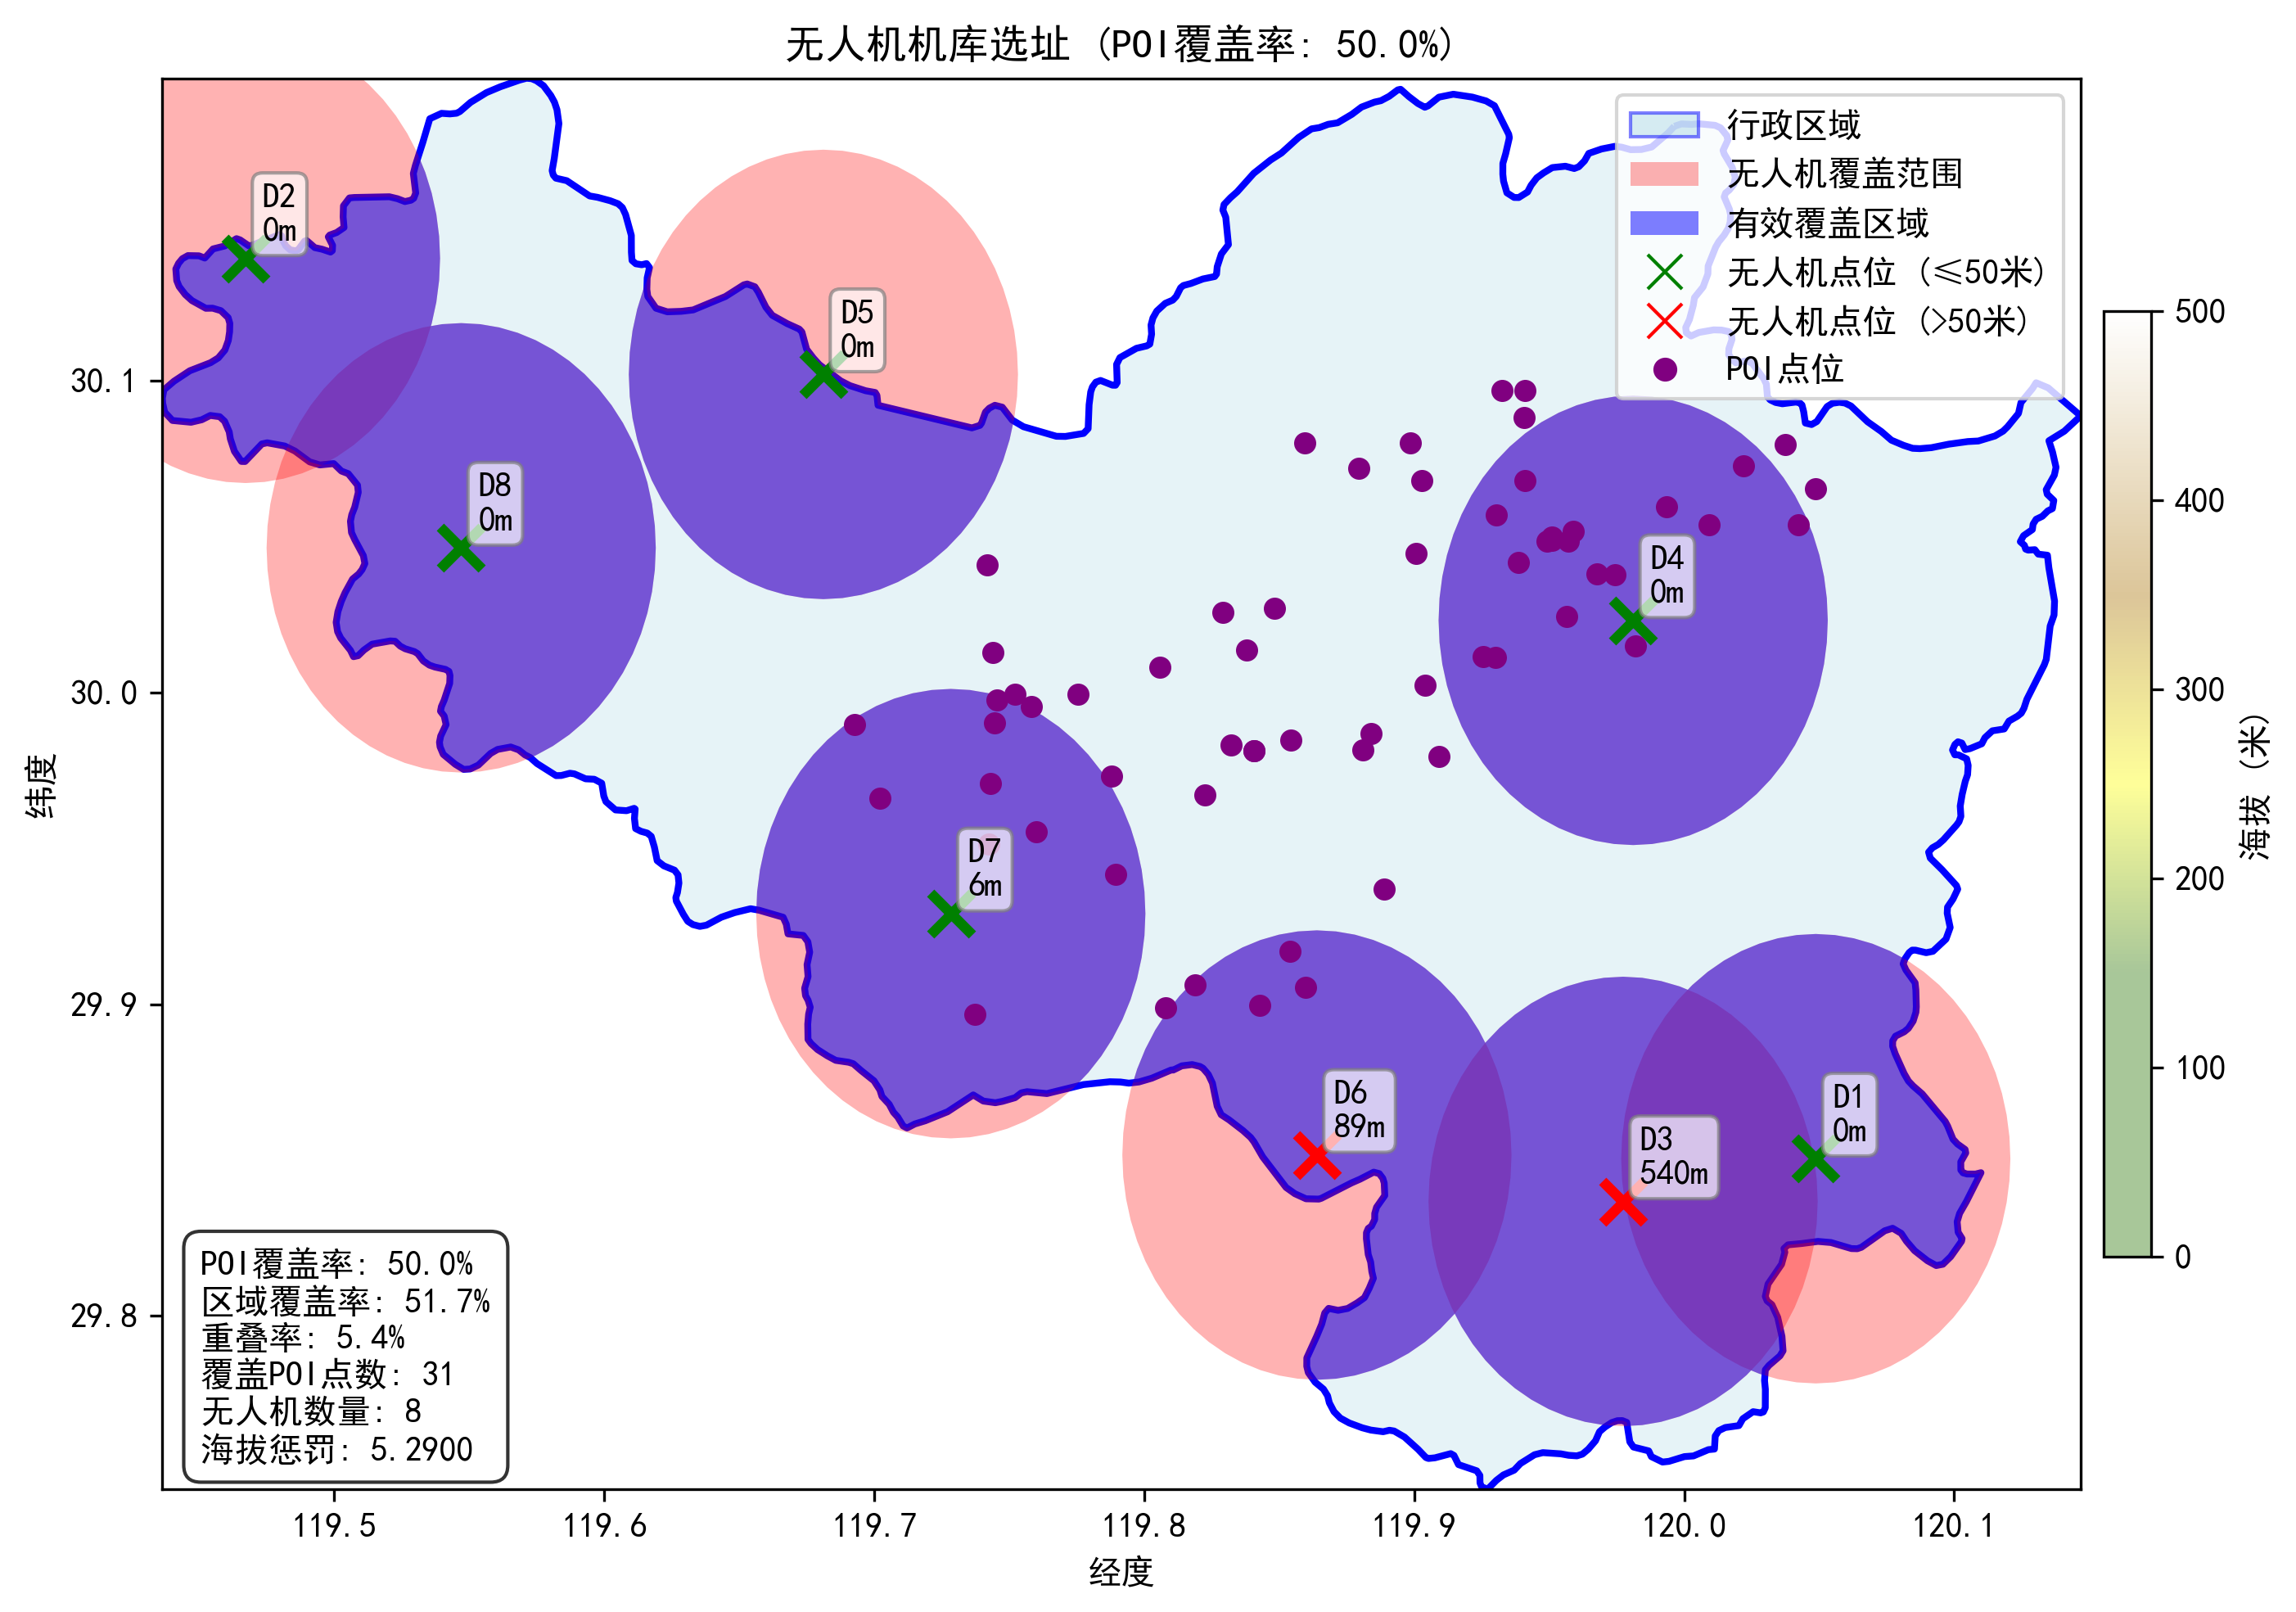 无人机机库选址 (POI覆盖率: 50.0%)
行政区域
无人机覆盖范围
有效覆盖区域
无人机点位 (≤50米)
无人机点位 (>50米)
POI点位
D2
0m
D5
0m
D8
0m
D4
0m
D7
6m
D6
89m
D3
540m
D1
0m
POI覆盖率: 50.0%
区域覆盖率: 51.7%
重叠率: 5.4%
覆盖POI点数: 31
无人机数量: 8
海拔惩罚: 5.2900
30.1
30.0
29.9
29.8
纬度
119.5
119.6
119.7
119.8
119.9
120.0
120.1
经度
500
400
300
200
100
0
海拔 (米)